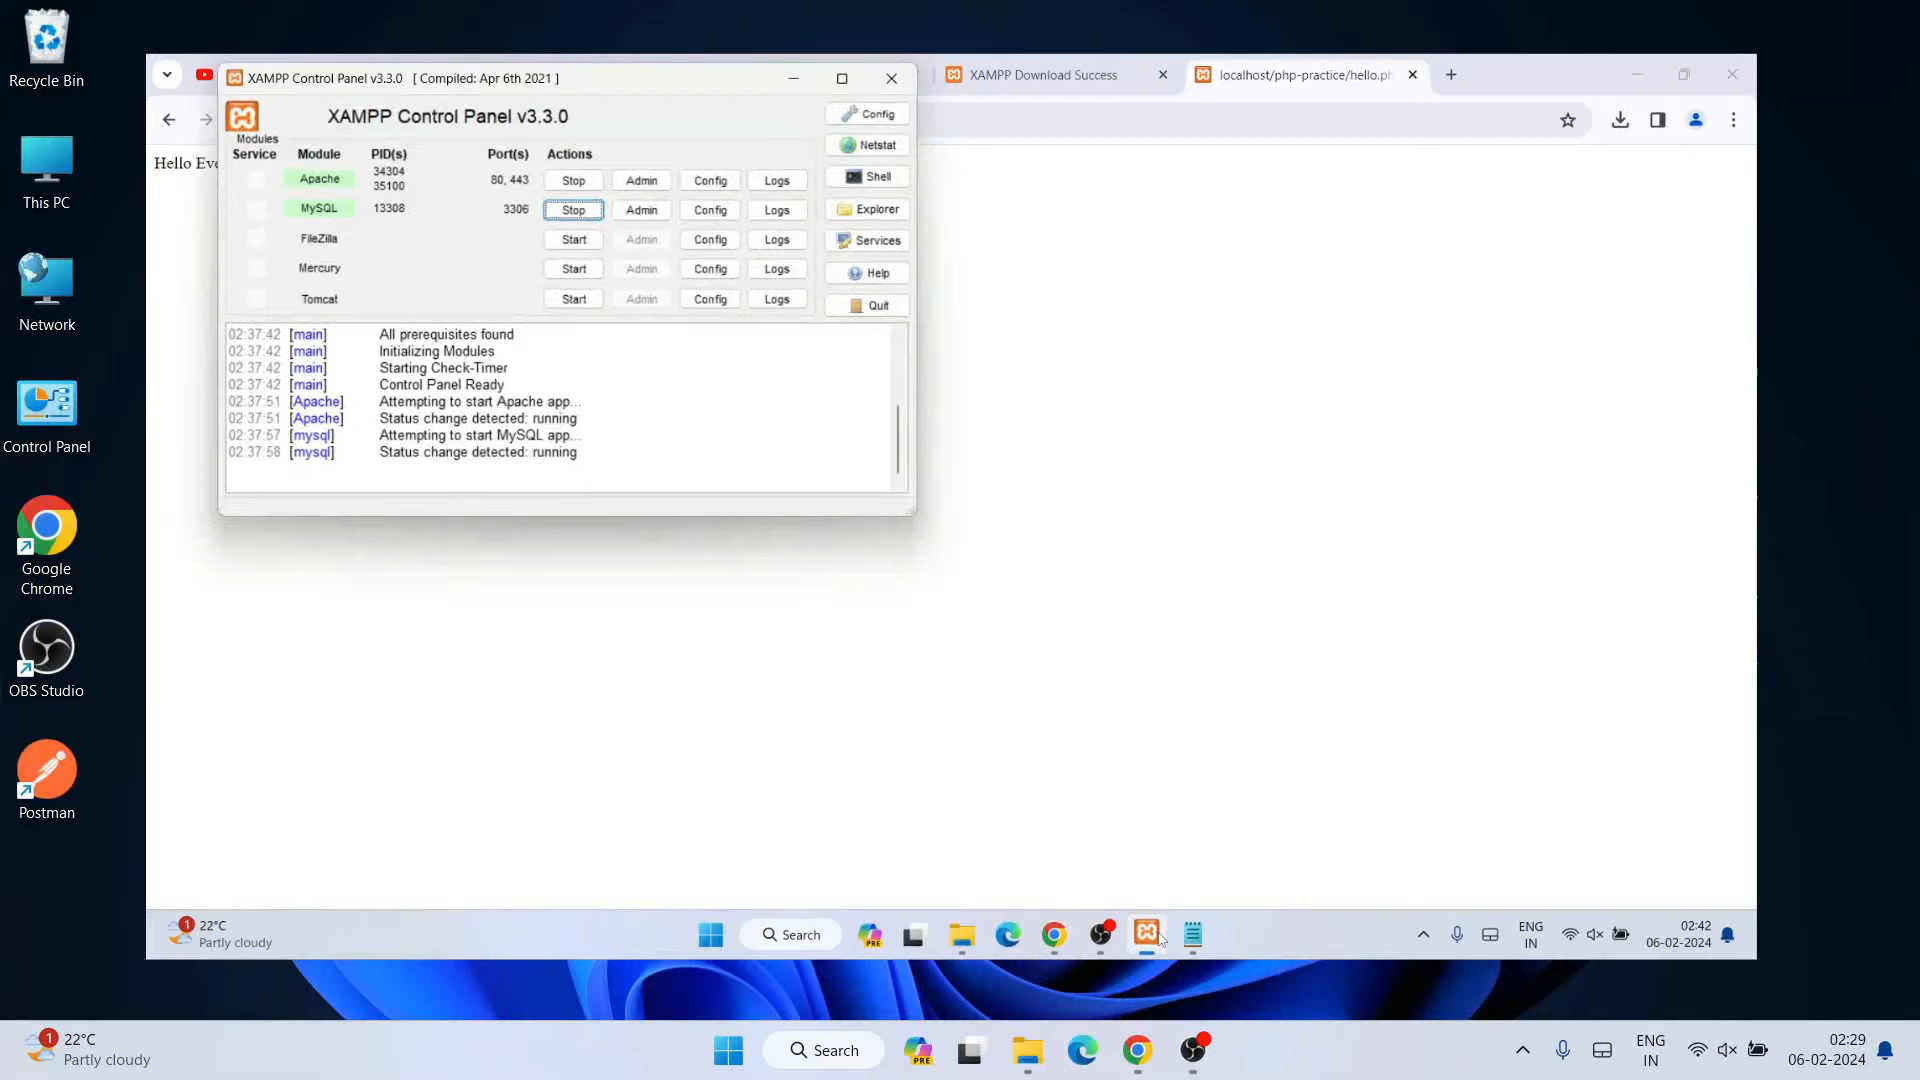 Recycle Bin
This PC
Network
Control Panel
Google
Chrome
OBS Studio
Postman
XAMPP Control Panel v3.3.0 [ Compiled: Apr 6th 2021 ]
XAMPP Download Success
localhost/php-practice/hello.ph
XAMPP Control Panel v3.3.0
Config
Netstat
Shell
Explorer
Services
Help
Quit
Modules
Service Module PID(s) Port(s) Actions
Apache 34304 35100 80, 443 Stop Admin Config Logs
MySQL 13308 3306 Stop Admin Config Logs
FileZilla Start Admin Config Logs
Mercury Start Admin Config Logs
Tomcat Start Admin Config Logs
02:37:42 [main] All prerequisites found
02:37:42 [main] Initializing Modules
02:37:42 [main] Starting Check-Timer
02:37:42 [main] Control Panel Ready
02:37:51 [Apache] Attempting to start Apache app...
02:37:51 [Apache] Status change detected: running
02:37:57 [mysql] Attempting to start MySQL app...
02:37:58 [mysql] Status change detected: running
Hello Eve
1
22°C
Partly cloudy
Search
PRE
ENG
IN
02:42
06-02-2024
1
22°C
Partly cloudy
Search
PRE
ENG
IN
02:29
06-02-2024